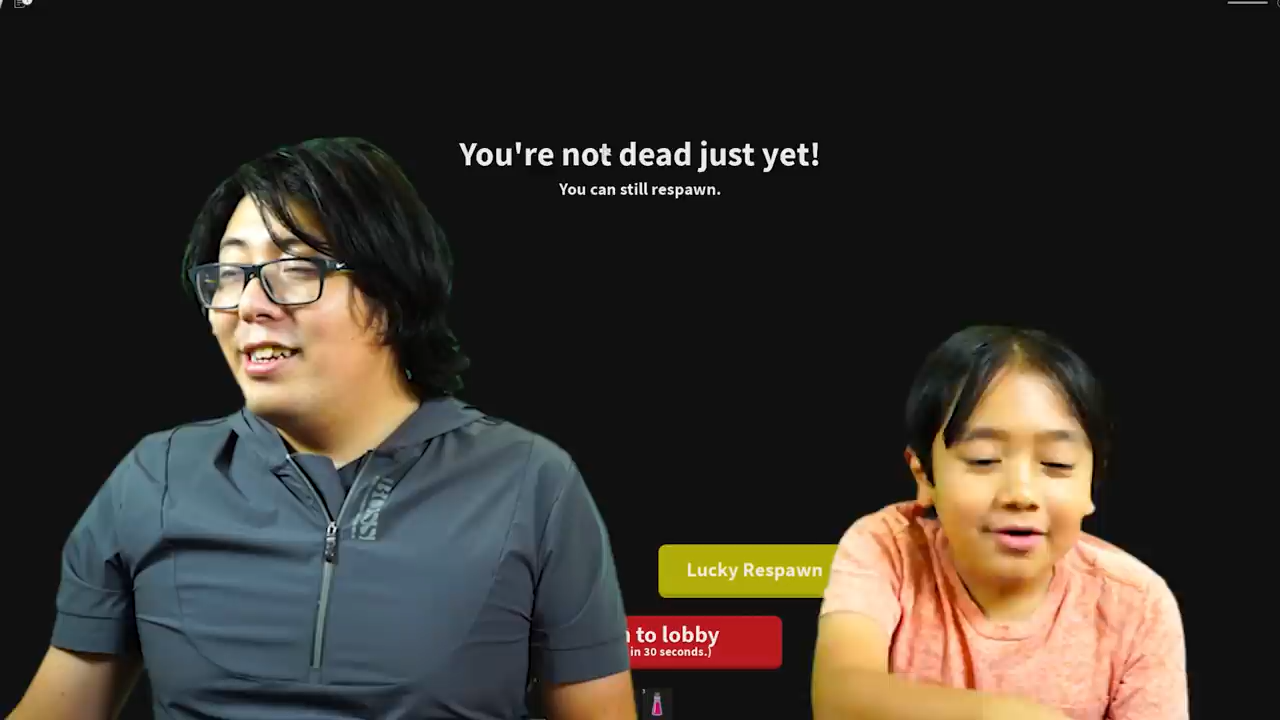 You're not dead just yet!
You can still respawn.
Lucky Respawn
to lobby
in 30 seconds.)